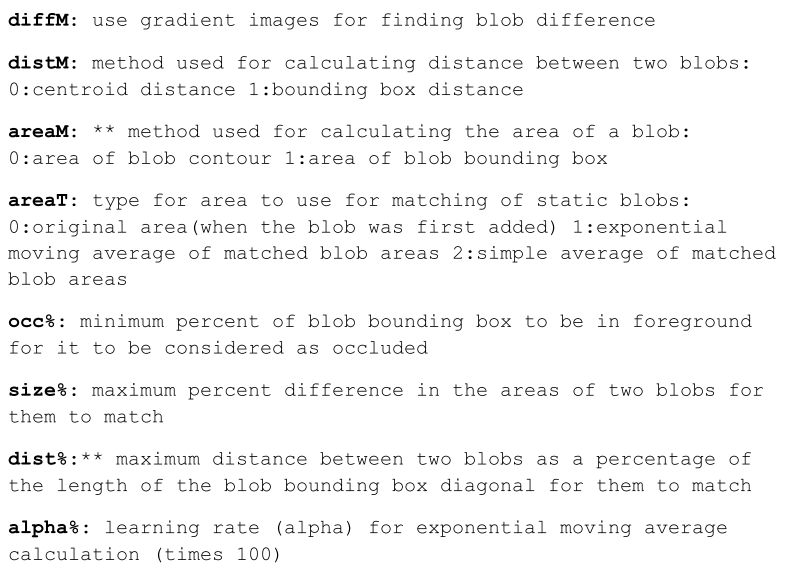 diffM: use gradient images for finding blob difference
distM: method used for calculating distance between two blobs:
0:centroid distance 1:bounding box distance
areaM: ** method used for calculating the area of a blob:
0:area of blob contour 1:area of blob bounding box
areaT: type for area to use for matching of static blobs:
0:original area(when the blob was first added) 1:exponential
moving average of matched blob areas 2:simple average of matched
blob areas
occ%: minimum percent of blob bounding box to be in foreground
for it to be considered as occluded
size%: maximum percent difference in the areas of two blobs for
them to match
dist%:** maximum distance between two blobs as a percentage of
the length of the blob bounding box diagonal for them to match
alpha%: learning rate (alpha) for exponential moving average
calculation (times 100)